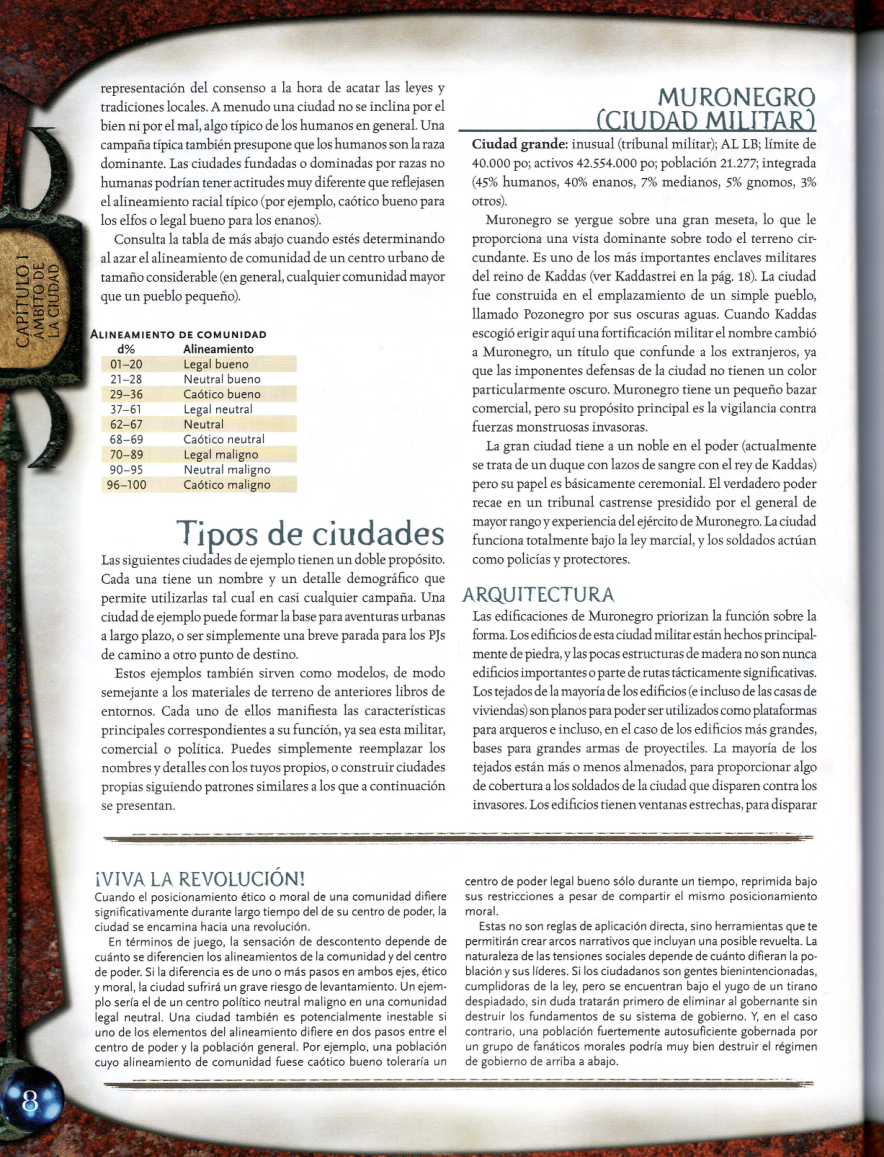 representación del consenso a la hora de acatar las leyes y
tradiciones locales. A menudo una ciudad no se inclina por el
bien ni por el mal, algo típico de los humanos en general. Una
campaña típica también presupone que los humanos son la raza
dominante. Las ciudades fundadas o dominadas por razas no
humanas podrían tener actitudes muy diferente que reflejasen
el alineamiento racial típico (por ejemplo, caótico bueno para
los elfos o legal bueno para los enanos).
Consulta la tabla de más abajo cuando estés determinando
al azar el alineamiento de comunidad de un centro urbano de
tamaño considerable (en general, cualquier comunidad mayor
que un pueblo pequeño).
CAPÍTULO 1
ÁMBITO DE
LA CIUDAD
ALINEAMIENTO DE COMUNIDAD
d% Alineamiento
01–20 Legal bueno
21–28 Neutral bueno
29–36 Caótico bueno
37–61 Legal neutral
62–67 Neutral
68–69 Caótico neutral
70–89 Legal maligno
90–95 Neutral maligno
96–100 Caótico maligno
Tipos de ciudades
Las siguientes ciudades de ejemplo tienen un doble propósito.
Cada una tiene un nombre y un detalle demográfico que
permite utilizarlas tal cual en casi cualquier campaña. Una
ciudad de ejemplo puede formar la base para aventuras urbanas
a largo plazo, o ser simplemente una breve parada para los PJs
de camino a otro punto de destino.
Estos ejemplos también sirven como modelos, de modo
semejante a los materiales de terreno de anteriores libros de
entornos. Cada uno de ellos manifiesta las características
principales correspondientes a su función, ya sea esta militar,
comercial o política. Puedes simplemente reemplazar los
nombres y detalles con los tuyos propios, o construir ciudades
propias siguiendo patrones similares a los que a continuación
se presentan.
MURONEGRO
(CIUDAD MILITAR)
Ciudad grande: inusual (tribunal militar); AL LB; límite de
40.000 po; activos 42.554.000 po; población 21.277; integrada
(45% humanos, 40% enanos, 7% medianos, 5% gnomos, 3%
otros).
Muronegro se yergue sobre una gran meseta, lo que le
proporciona una vista dominante sobre todo el terreno cir-
cundante. Es uno de los más importantes enclaves militares
del reino de Kaddas (ver Kaddastrei en la pág. 18). La ciudad
fue construida en el emplazamiento de un simple pueblo,
llamado Pozonegro por sus oscuras aguas. Cuando Kaddas
escogió erigir aquí una fortificación militar el nombre cambió
a Muronegro, un título que confunde a los extranjeros, ya
que las imponentes defensas de la ciudad no tienen un color
particularmente oscuro. Muronegro tiene un pequeño bazar
comercial, pero su propósito principal es la vigilancia contra
fuerzas monstruosas invasoras.
La gran ciudad tiene a un noble en el poder (actualmente
se trata de un duque con lazos de sangre con el rey de Kaddas)
pero su papel es básicamente ceremonial. El verdadero poder
recae en un tribunal castrense presidido por el general de
mayor rango y experiencia del ejército de Muronegro. La ciudad
funciona totalmente bajo la ley marcial, y los soldados actúan
como policías y protectores.
ARQUITECTURA
Las edificaciones de Muronegro priorizan la función sobre la
forma. Los edificios de esta ciudad militar están hechos principal-
mente de piedra, y las pocas estructuras de madera no son nunca
edificios importantes o parte de rutas tácticamente significativas.
Los tejados de la mayoría de los edificios (e incluso de las casas de
viviendas) son planos para poder ser utilizados como plataformas
para arqueros e incluso, en el caso de los edificios más grandes,
bases para grandes armas de proyectiles. La mayoría de los
tejados están más o menos almenados, para proporcionar algo
de cobertura a los soldados de la ciudad que disparen contra los
invasores. Los edificios tienen ventanas estrechas, para disparar
¡VIVA LA REVOLUCIÓN!
Cuando el posicionamiento ético o moral de una comunidad difiere
significativamente durante largo tiempo del de su centro de poder, la
ciudad se encamina hacia una revolución.
En términos de juego, la sensación de descontento depende de
cuánto se diferencien los alineamientos de la comunidad y del centro
de poder. Si la diferencia es de uno o más pasos en ambos ejes, ético
y moral, la ciudad sufrirá un grave riesgo de levantamiento. Un ejem-
plo sería el de un centro político neutral maligno en una comunidad
legal neutral. Una ciudad también es potencialmente inestable si
uno de los elementos del alineamiento difiere en dos pasos entre el
centro de poder y la población general. Por ejemplo, una población
cuyo alineamiento de comunidad fuese caótico bueno toleraría un
centro de poder legal bueno sólo durante un tiempo, reprimida bajo
sus restricciones a pesar de compartir el mismo posicionamiento
moral.
Estas no son reglas de aplicación directa, sino herramientas que te
permitirán crear arcos narrativos que incluyan una posible revuelta. La
naturaleza de las tensiones sociales depende de cuánto difieran la po-
blación y sus líderes. Si los ciudadanos son gentes bienintencionadas,
cumplidoras de la ley, pero se encuentran bajo el yugo de un tirano
despiadado, sin duda tratarán primero de eliminar al gobernante sin
destruir los fundamentos de su sistema de gobierno. Y, en el caso
contrario, una población fuertemente autosuficiente gobernada por
un grupo de fanáticos morales podría muy bien destruir el régimen
de gobierno de arriba a abajo.
8